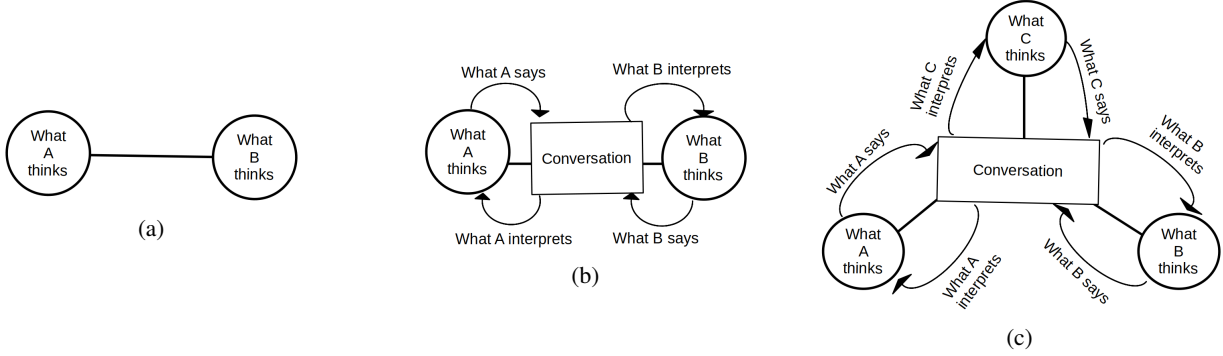 What
A
thinks
What
B
thinks
(a)
What A says
What B interprets
What
A
thinks
Conversation
What
B
thinks
What A interprets
What B says
(b)
What
C
thinks
What C
interprets
What C says
What A says
What B
interprets
Conversation
What
A
thinks
What
B
thinks
What A
interprets
What B says
(c)